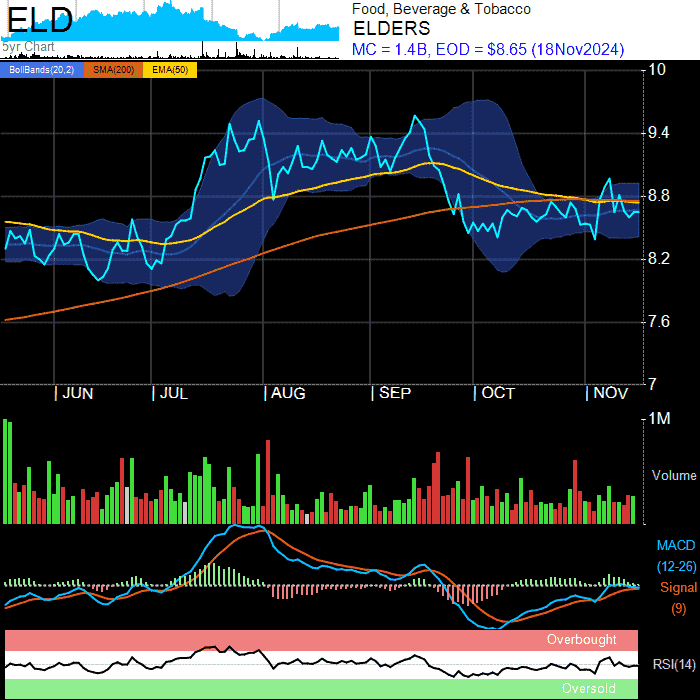 ELD
5yr Chart
Food, Beverage & Tobacco
ELDERS
MC = 1.4B, EOD = $8.65 (18Nov2024)
BollBands(20,2) SMA(200) EMA(50)
10
9.4
8.8
8.2
7.6
7
| JUN | JUL | AUG | SEP | OCT | NOV
1M
Volume
MACD
(12-26)
Signal
(9)
Overbought
RSI(14)
Oversold